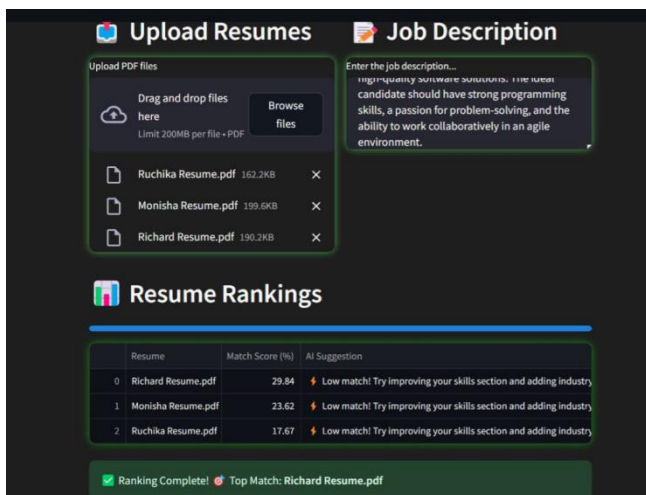 Upload Resumes
Upload PDF files
Drag and drop files
here
Limit 200MB per file • PDF
Browse
files
Ruchika Resume.pdf 162.2KB
Monisha Resume.pdf 199.6KB
Richard Resume.pdf 190.2KB
Job Description
Enter the job description...
high-quality software solutions. The ideal
candidate should have strong programming
skills, a passion for problem-solving, and the
ability to work collaboratively in an agile
environment.
Resume Rankings
Resume Match Score (%) AI Suggestion
0 Richard Resume.pdf 29.84 ⚡ Low match! Try improving your skills section and adding industry
1 Monisha Resume.pdf 23.62 ⚡ Low match! Try improving your skills section and adding industry
2 Ruchika Resume.pdf 17.67 ⚡ Low match! Try improving your skills section and adding industry
✅ Ranking Complete! 🎯 Top Match: Richard Resume.pdf